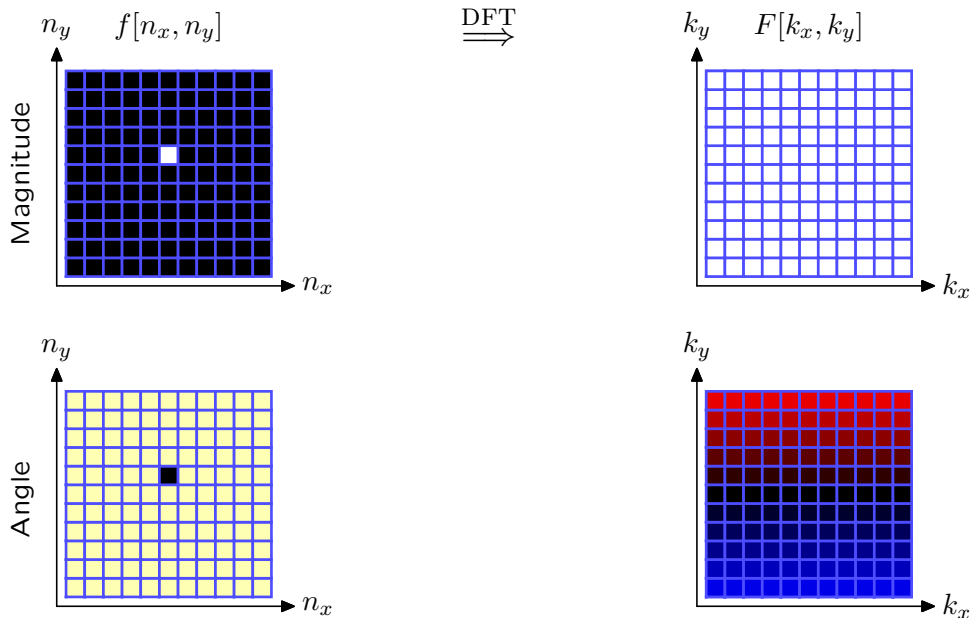 n_y f[n_x, n_y] DFT ⟹ k_y F[k_x, k_y]
Magnitude
n_x k_x
n_y k_y
Angle
n_x k_x